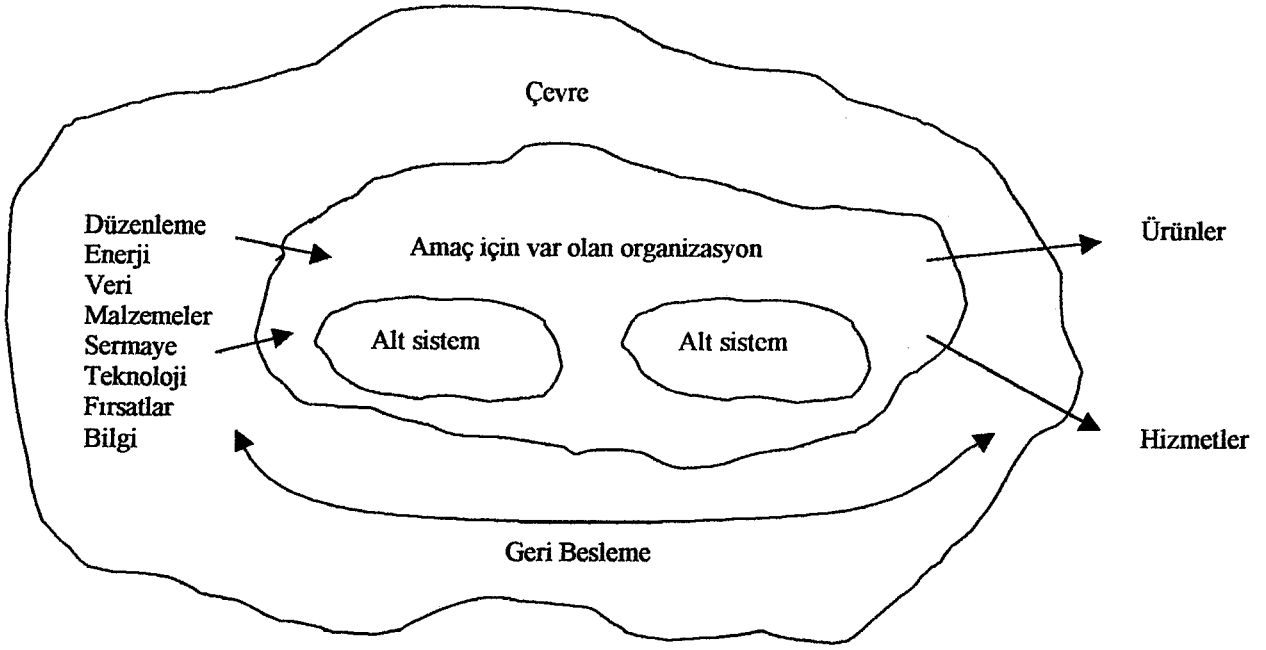 Çevre
Düzenleme
Enerji
Veri
Malzemeler
Sermaye
Teknoloji
Fırsatlar
Bilgi
Amaç için var olan organizasyon
Alt sistem
Alt sistem
Ürünler
Hizmetler
Geri Besleme